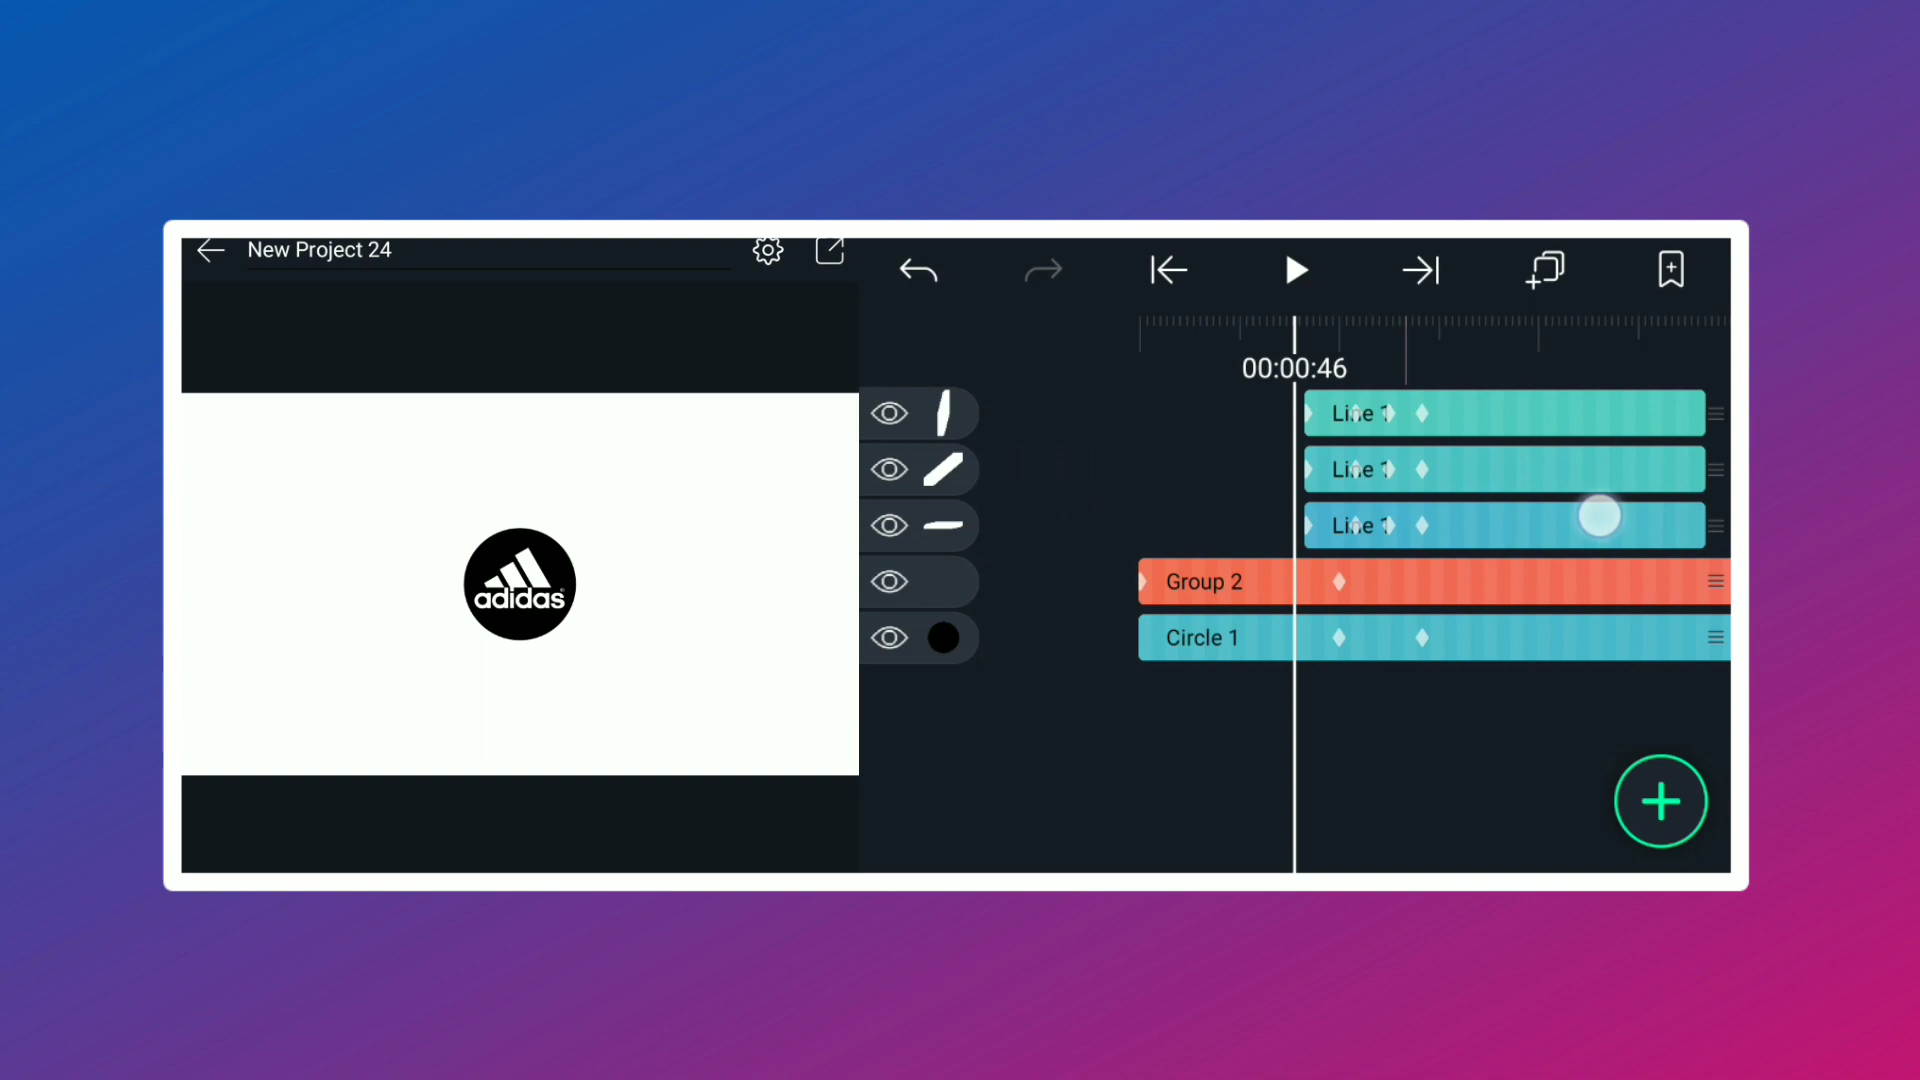 New Project 24
00:00:46
Line 1
Line 1
Line 1
Group 2
Circle 1
adidas